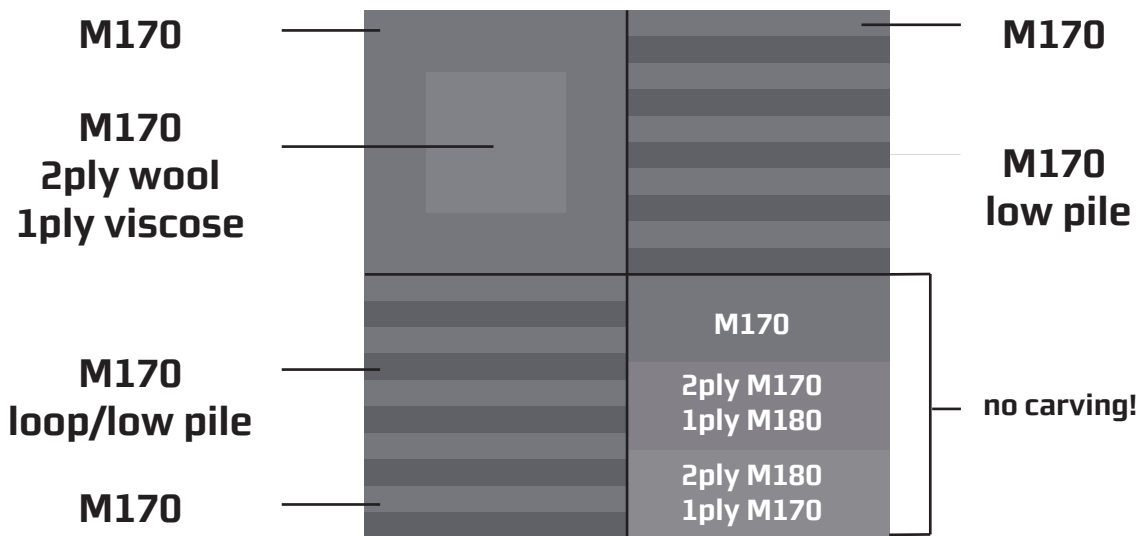 M170
M170
2ply wool
1ply viscose
M170
loop/low pile
M170
M170
M170
low pile
M170
2ply M170
1ply M180
2ply M180
1ply M170
no carving!